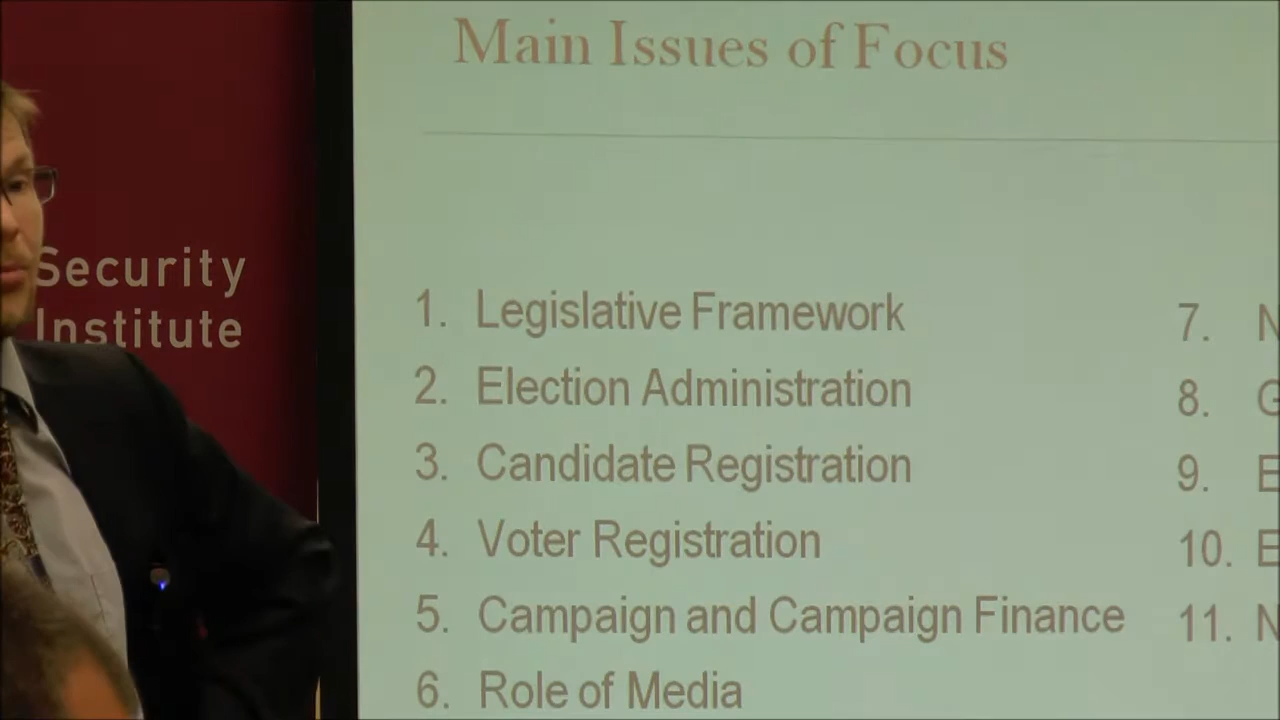 Main Issues of Focus
Security
Institute
1. Legislative Framework
2. Election Administration
3. Candidate Registration
4. Voter Registration
5. Campaign and Campaign Finance
6. Role of Media
7.
8.
9.
10.
11.